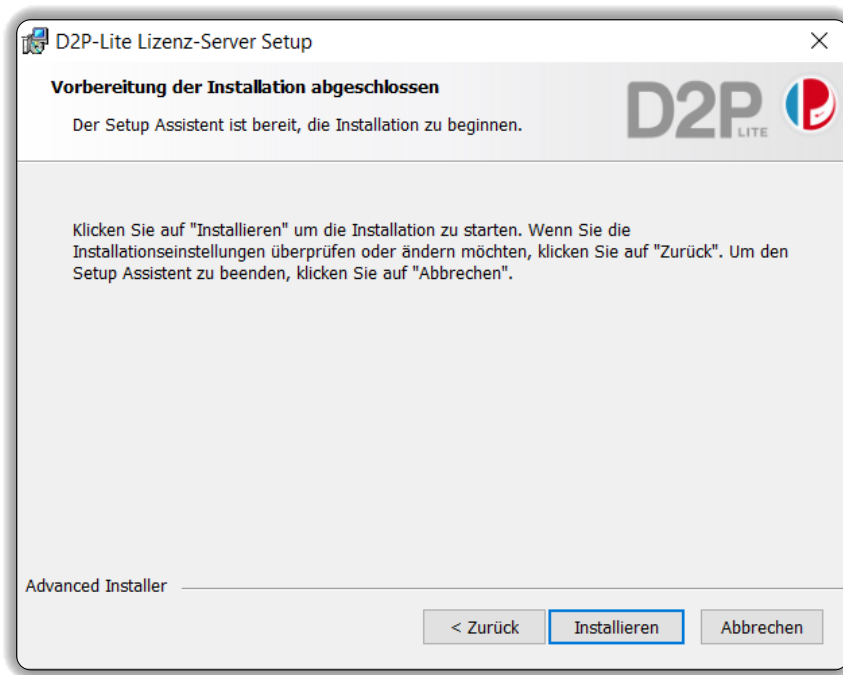 D2P-Lite Lizenz-Server Setup
Vorbereitung der Installation abgeschlossen
Der Setup Assistent ist bereit, die Installation zu beginnen.
D2P LITE
Klicken Sie auf "Installieren" um die Installation zu starten. Wenn Sie die
Installationseinstellungen überprüfen oder ändern möchten, klicken Sie auf "Zurück". Um den
Setup Assistent zu beenden, klicken Sie auf "Abbrechen".
Advanced Installer
< Zurück Installieren Abbrechen